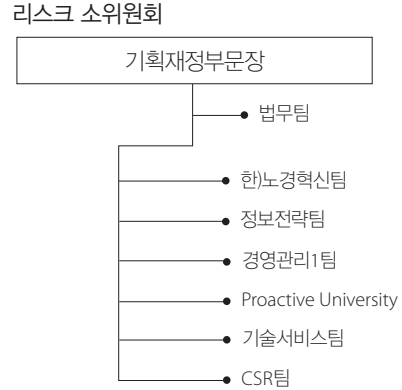 리스크 소위원회
기획재정부문장
법무팀
한)노경혁신팀
정보전략팀
경영관리1팀
Proactive University
기술서비스팀
CSR팀